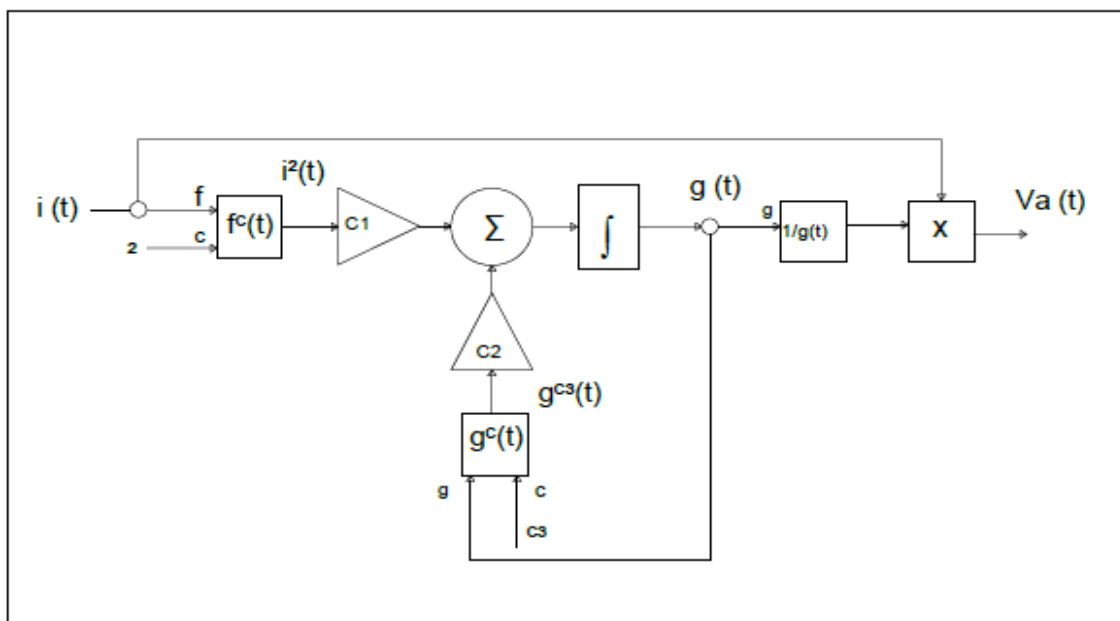 i²(t)
g (t)
Va (t)
i (t)
f
g
fᶜ(t)
C1
Σ
∫
1/g(t)
X
2
c
C2
gᶜ³(t)
gᶜ(t)
g
c
C3